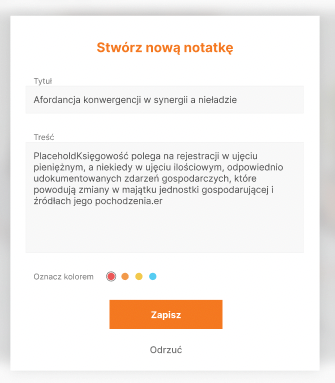 Stwórz nową notatkę
Tytuł
Afordancja konwergencji w synergii a nieładzie
Treść
PlaceholdKsięgowość polega na rejestracji w ujęciu
pieniężnym, a niekiedy w ujęciu ilościowym, odpowiednio
udokumentowanych zdarzeń gospodarczych, które
powodują zmiany w majątku jednostki gospodarującej i
źródłach jego pochodzenia.er
Oznacz kolorem
Zapisz
Odrzuć